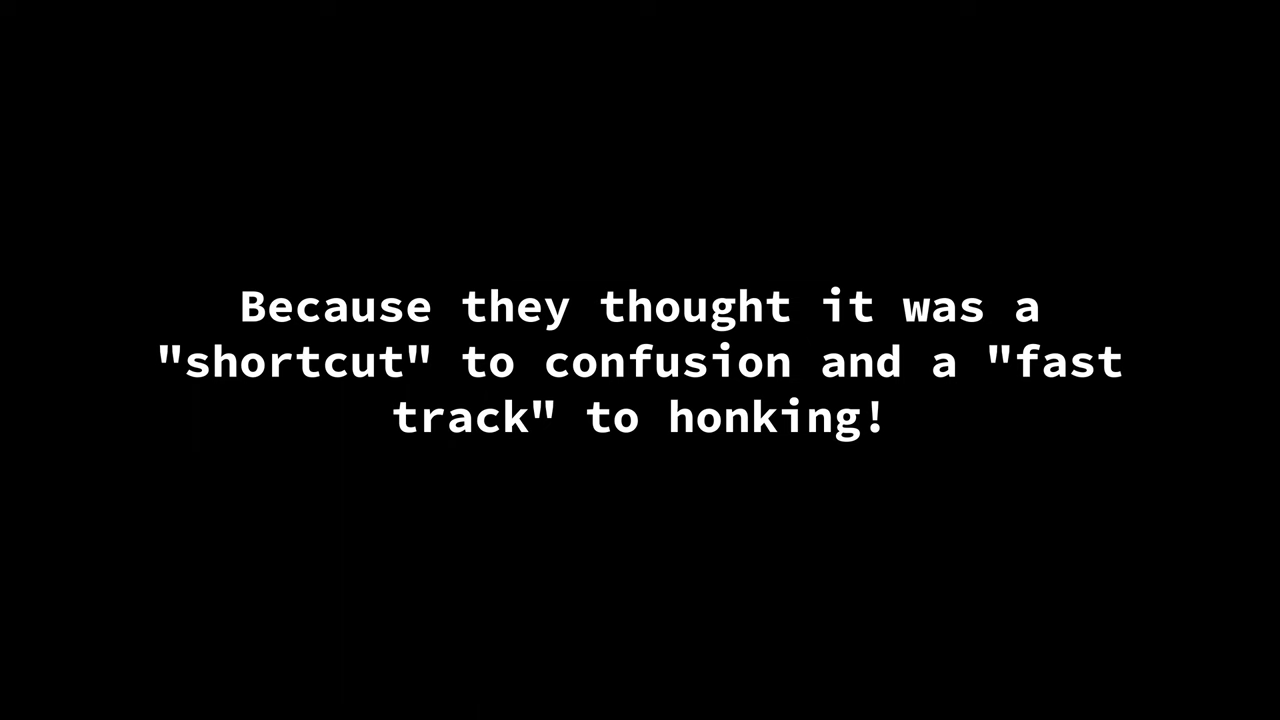 Because they thought it was a
"shortcut" to confusion and a "fast
track" to honking!